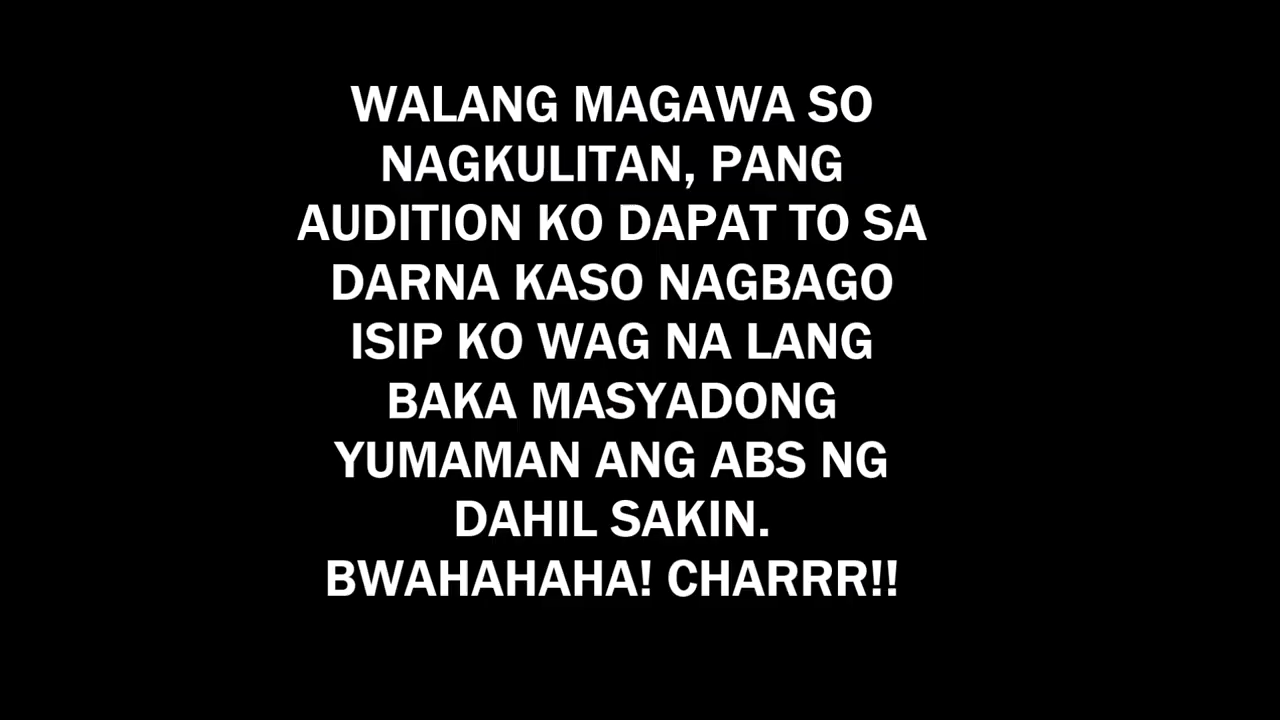 WALANG MAGAWA SO
NAGKULITAN, PANG
AUDITION KO DAPAT TO SA
DARNA KASO NAGBAGO
ISIP KO WAG NA LANG
BAKA MASYADONG
YUMAMAN ANG ABS NG
DAHIL SAKIN.
BWAHAHAHA! CHARRR!!